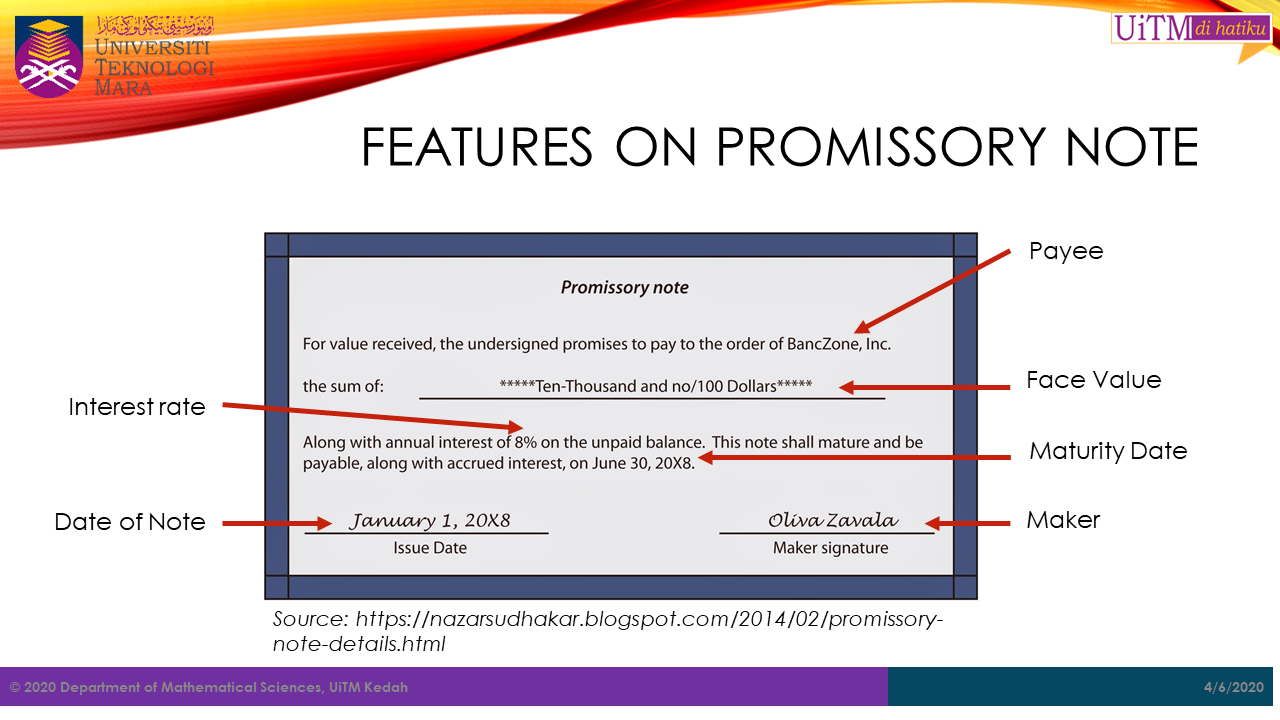 UNIVERSITI
TEKNOLOGI
MARA
UiTM di hatiku
FEATURES ON PROMISSORY NOTE
Payee
Promissory note
For value received, the undersigned promises to pay to the order of BancZone, Inc.
the sum of: *****Ten-Thousand and no/100 Dollars*****
Face Value
Interest rate
Along with annual interest of 8% on the unpaid balance. This note shall mature and be
payable, along with accrued interest, on June 30, 20X8.
Maturity Date
Date of Note
January 1, 20X8
Issue Date
Oliva Zavala
Maker signature
Maker
Source: https://nazarsudhakar.blogspot.com/2014/02/promissory-
note-details.html
© 2020 Department of Mathematical Sciences, UiTM Kedah
4/6/2020